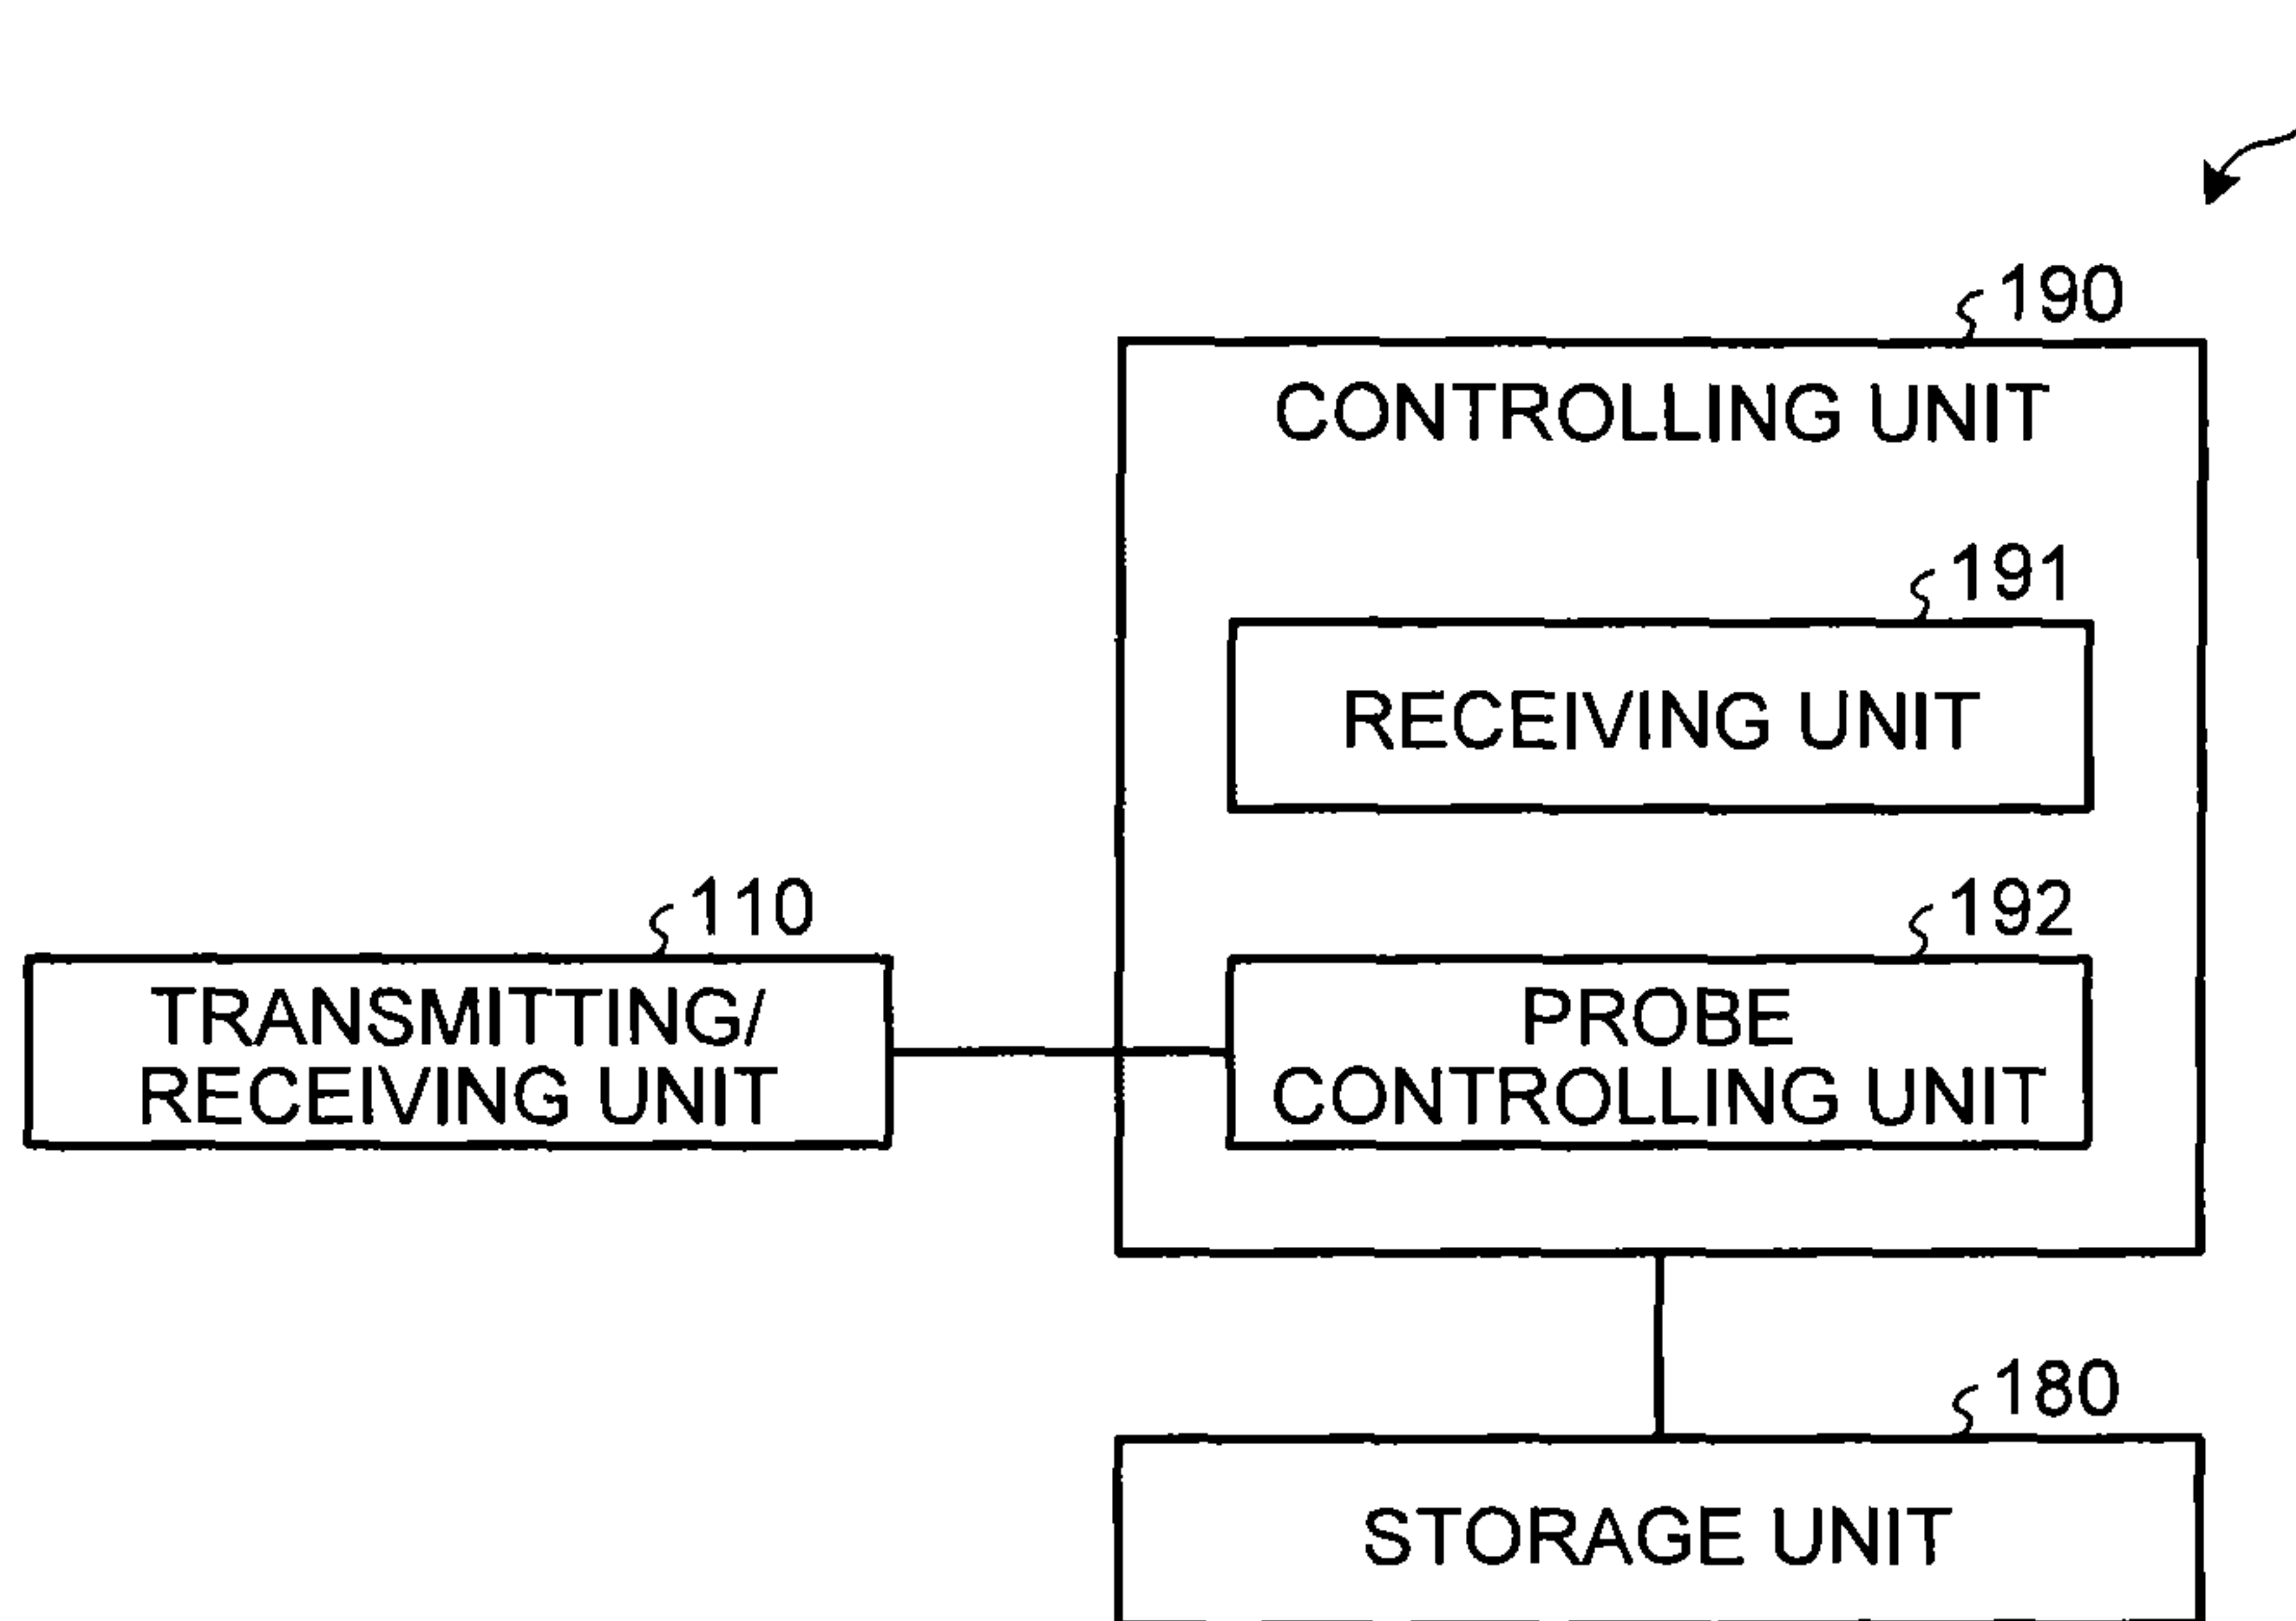 190
CONTROLLING UNIT
191
RECEIVING UNIT
110
192
TRANSMITTING/
RECEIVING UNIT
PROBE
CONTROLLING UNIT
180
STORAGE UNIT